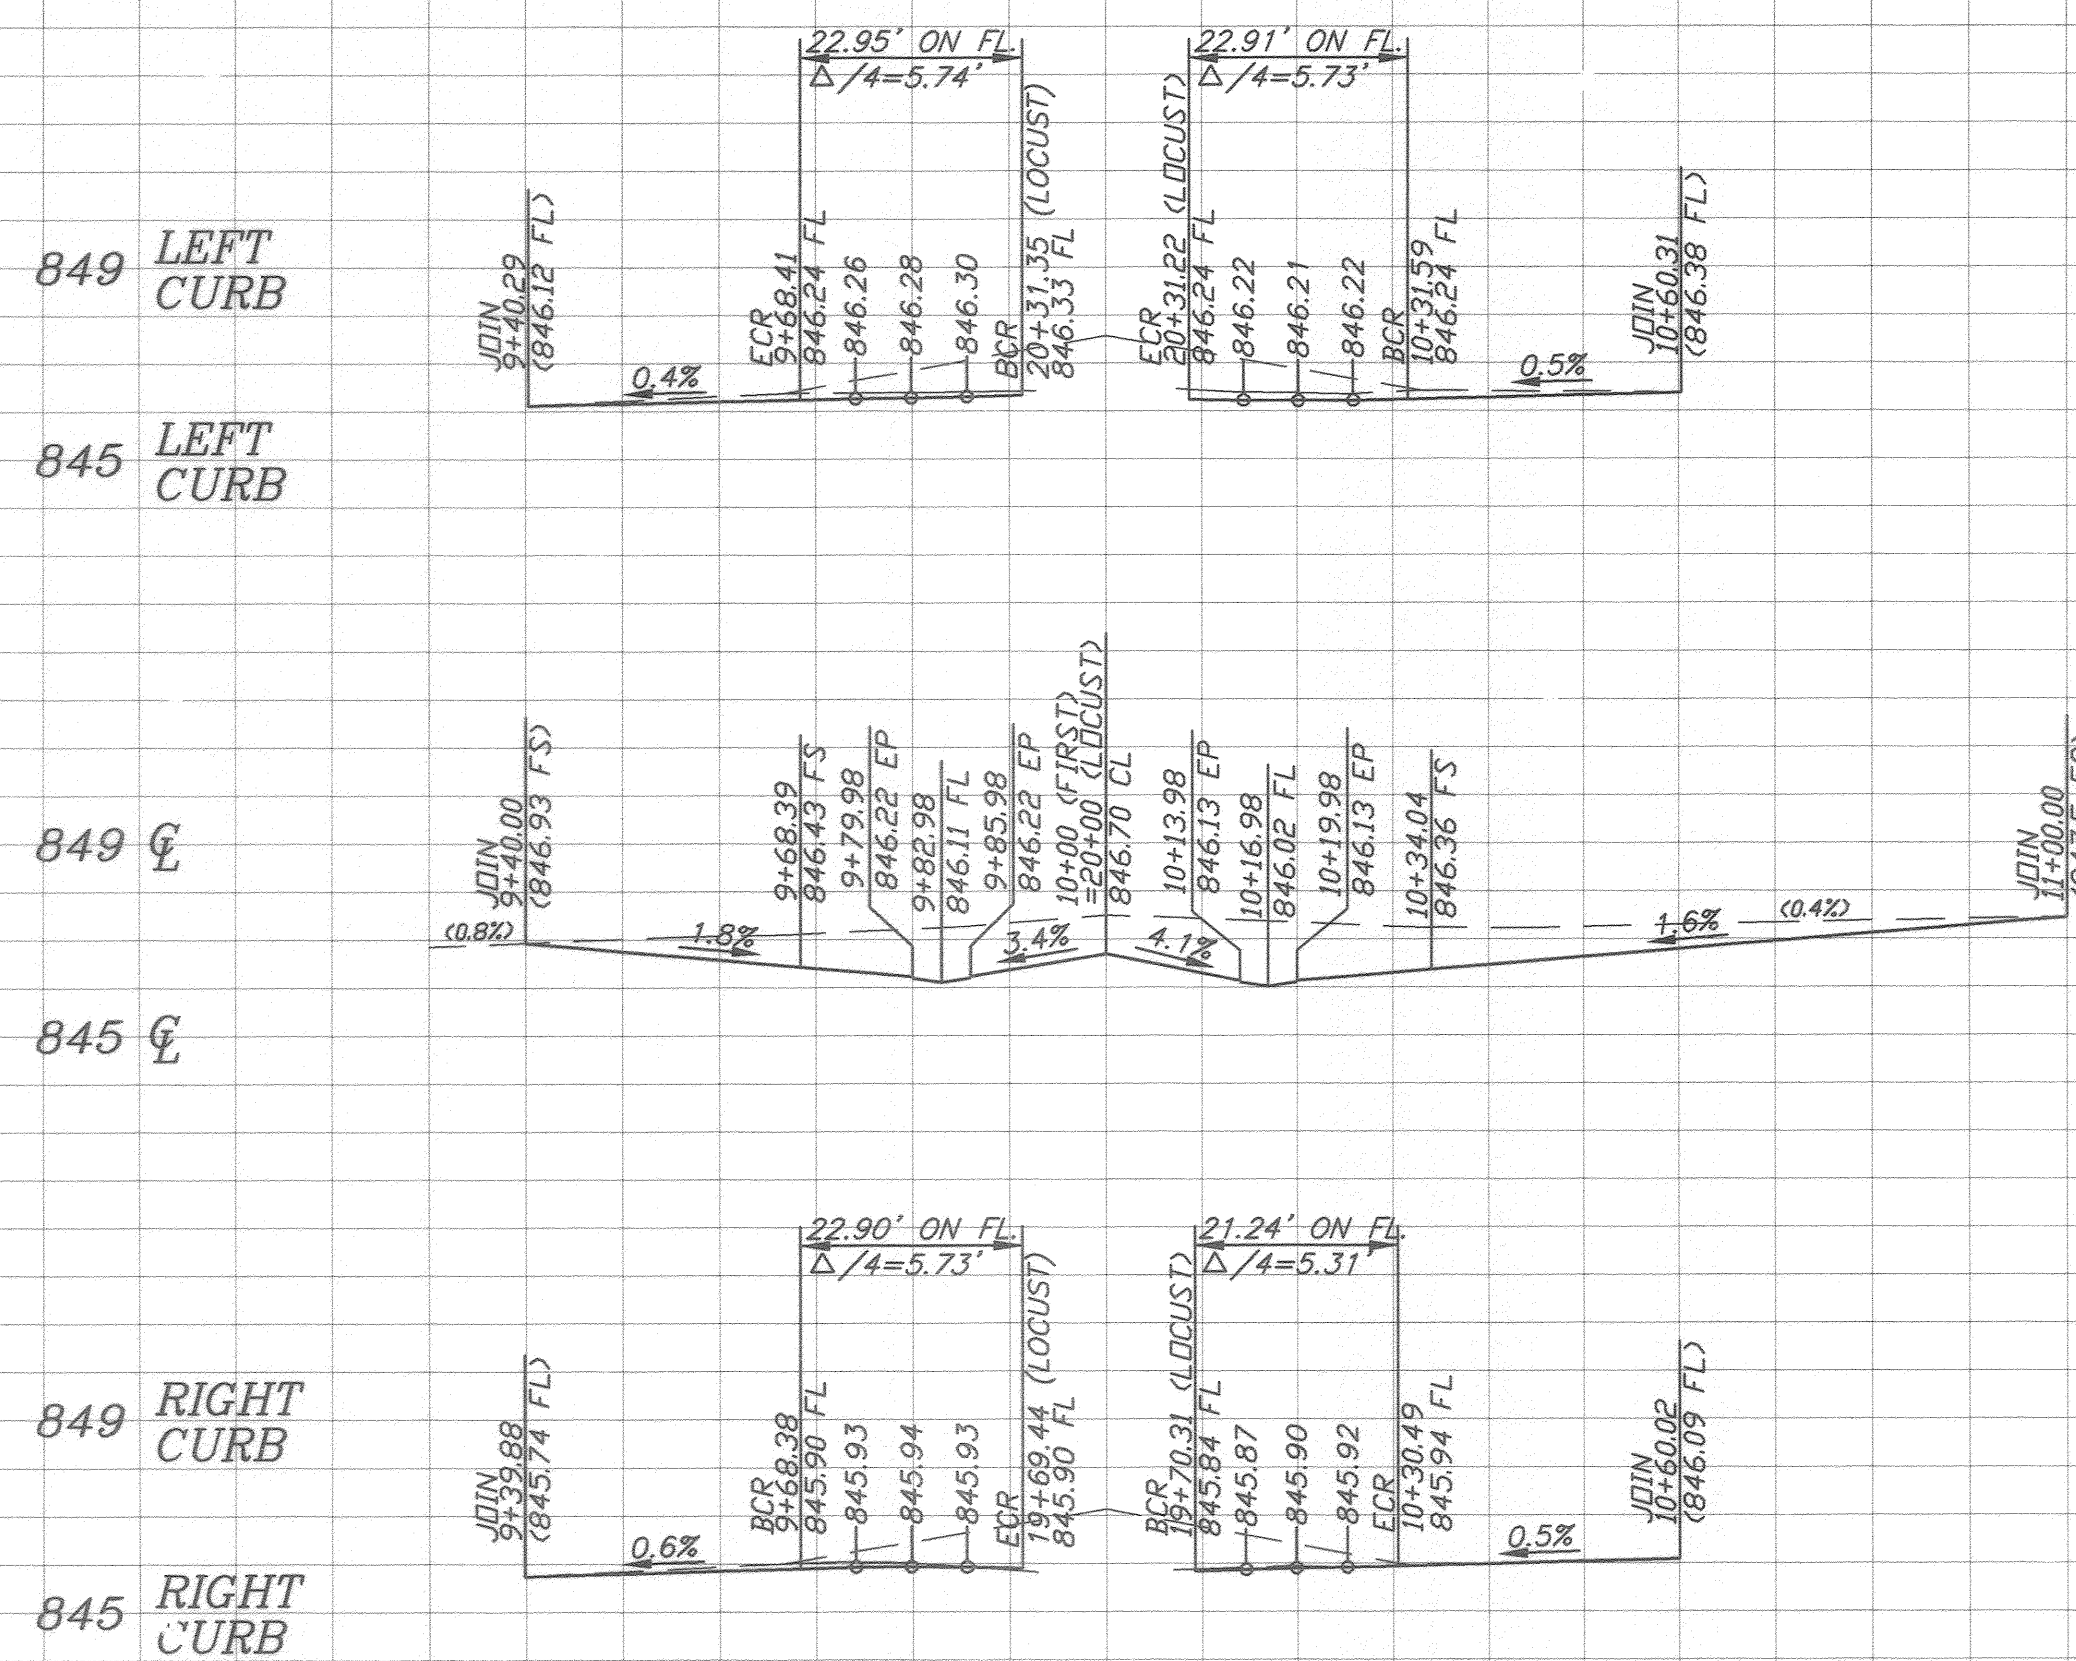 22.95' ON FL.
△/4=5.74'
22.91' ON FL.
△/4=5.73'
849 LEFT
CURB
JOIN
9+40.29
(846.12 FL)
0.4%
ECR
9+68.41
846.24 FL
846.26
846.28
846.30
BCR
20+31.35 (LOCUST)
846.33 FL
ECR
20+31.22 (LOCUST)
846.24 FL
846.22
846.21
846.22
BCR
10+31.59
846.24 FL
0.5%
JOIN
10+60.31
(846.38 FL)
845 LEFT
CURB
849 ℄
(0.8%)
JOIN
9+40.00
(846.93 FS)
1.8%
9+68.39
846.43 FS
9+79.98
846.22 EP
9+82.98
846.11 FL
9+85.98
846.22 EP
3.4%
10+00 (FIRST)
=20+00 (LOCUST)
846.70 CL
4.1%
10+13.98
846.13 EP
10+16.98
846.02 FL
10+19.98
846.13 EP
10+34.04
846.36 FS
1.6%
(0.4%)
JOIN
11+00.00
845 ℄
22.90' ON FL.
△/4=5.73'
21.24' ON FL.
△/4=5.31'
849 RIGHT
CURB
JOIN
9+39.88
(845.74 FL)
0.6%
BCR
9+68.38
845.90 FL
845.93
845.94
845.93
ECR
19+69.44 (LOCUST)
845.90 FL
BCR
19+70.31 (LOCUST)
845.84 FL
845.87
845.90
845.92
ECR
10+30.49
845.94 FL
0.5%
JOIN
10+60.02
(846.09 FL)
845 RIGHT
CURB